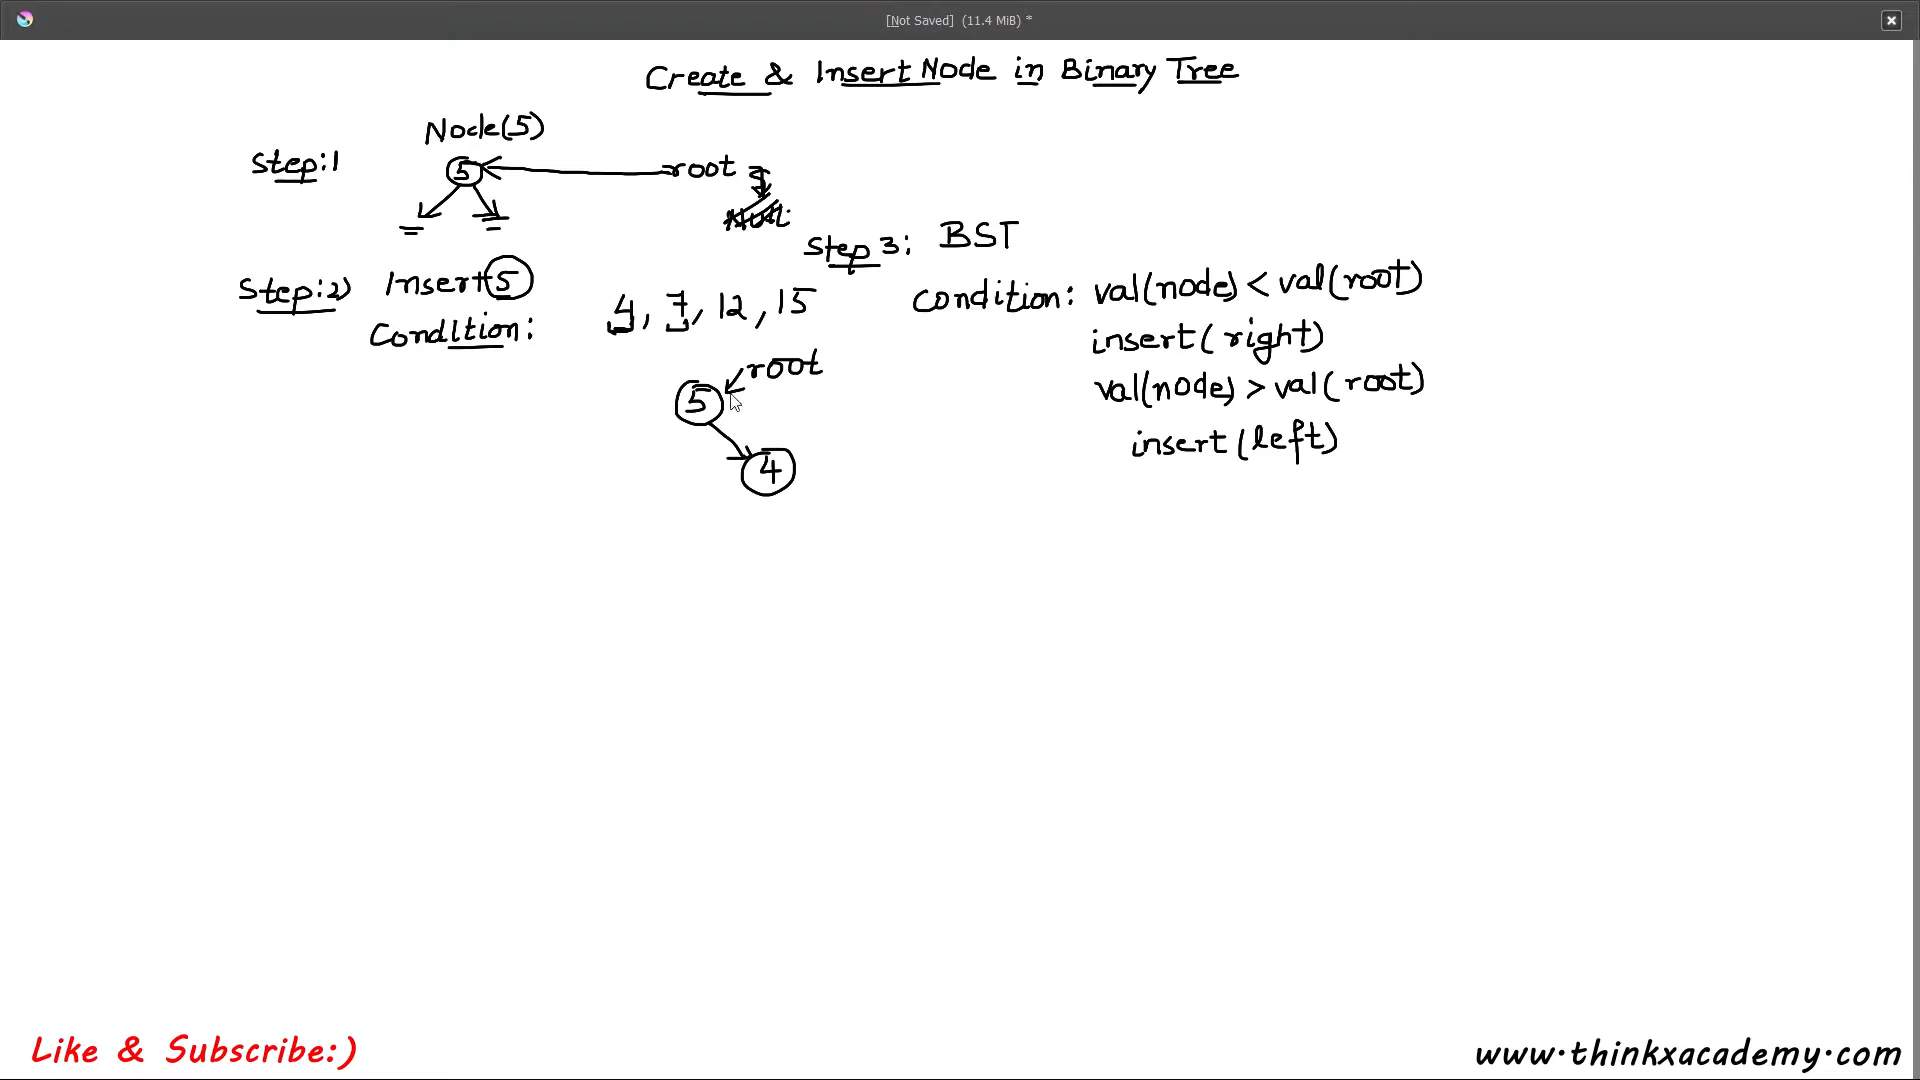 [Not Saved] (11.4 MiB) *
Create & Insert Node in Binary Tree
Node(5)
Step:1
5
root
Null
Step 3: BST
Step:2) Insert 5
Condition:
4, 7, 12, 15
Condition: val(node) < val(root)
insert(right)
val(node) > val(root)
insert(left)
root
5
4
Like & Subscribe:)
www.thinkxacademy.com